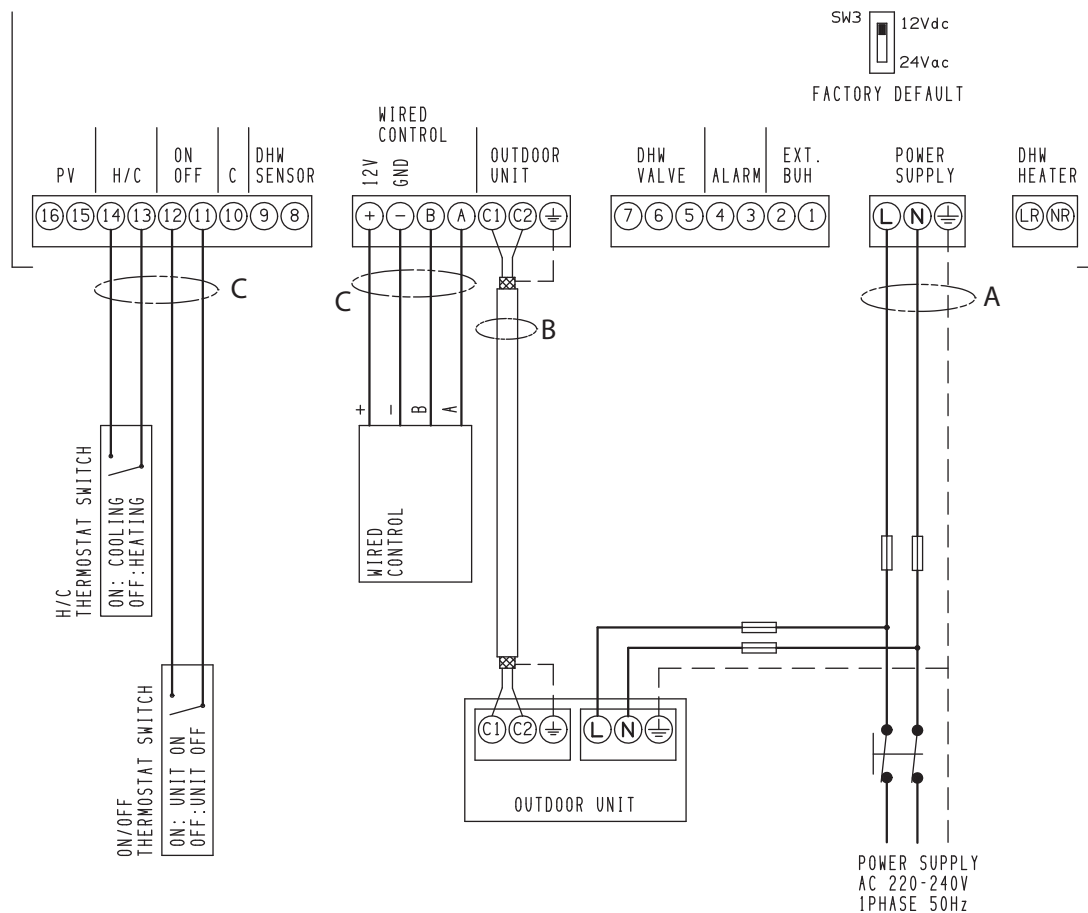 SW3
12Vdc
24Vac
FACTORY DEFAULT
PV
H/C
ON
OFF
C
DHW
SENSOR
WIRED
CONTROL
12V
GND
OUTDOOR
UNIT
DHW
VALVE
ALARM
EXT.
BUH
POWER
SUPPLY
DHW
HEATER
16 15 14 13 12 11 10 9 8
+ - B A C1 C2
7 6 5 4 3 2 1
L N
LR NR
C
C
B
A
+ - B A
WIRED
CONTROL
H/C
THERMOSTAT SWITCH
ON: COOLING
OFF:HEATING
ON/OFF
THERMOSTAT SWITCH
ON: UNIT ON
OFF:UNIT OFF
C1 C2
L N
OUTDOOR UNIT
POWER SUPPLY
AC 220-240V
1PHASE 50Hz